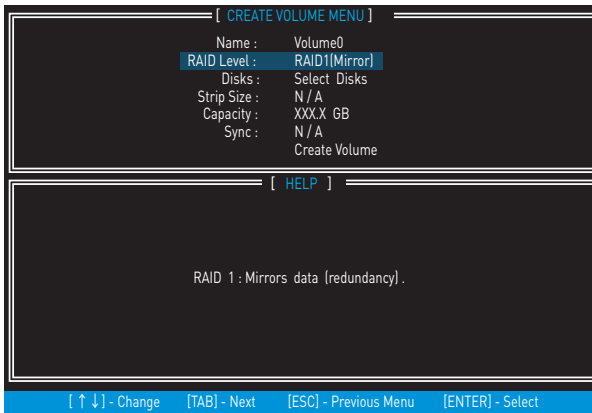 [ CREATE VOLUME MENU ]
Name : Volume0
RAID Level : RAID1(Mirror)
Disks : Select Disks
Strip Size : N / A
Capacity : XXX.X GB
Sync : N / A
Create Volume
[ HELP ]
RAID 1 : Mirrors data (redundancy) .
[ ↑↓ ] - Change [TAB] - Next [ESC] - Previous Menu [ENTER] - Select